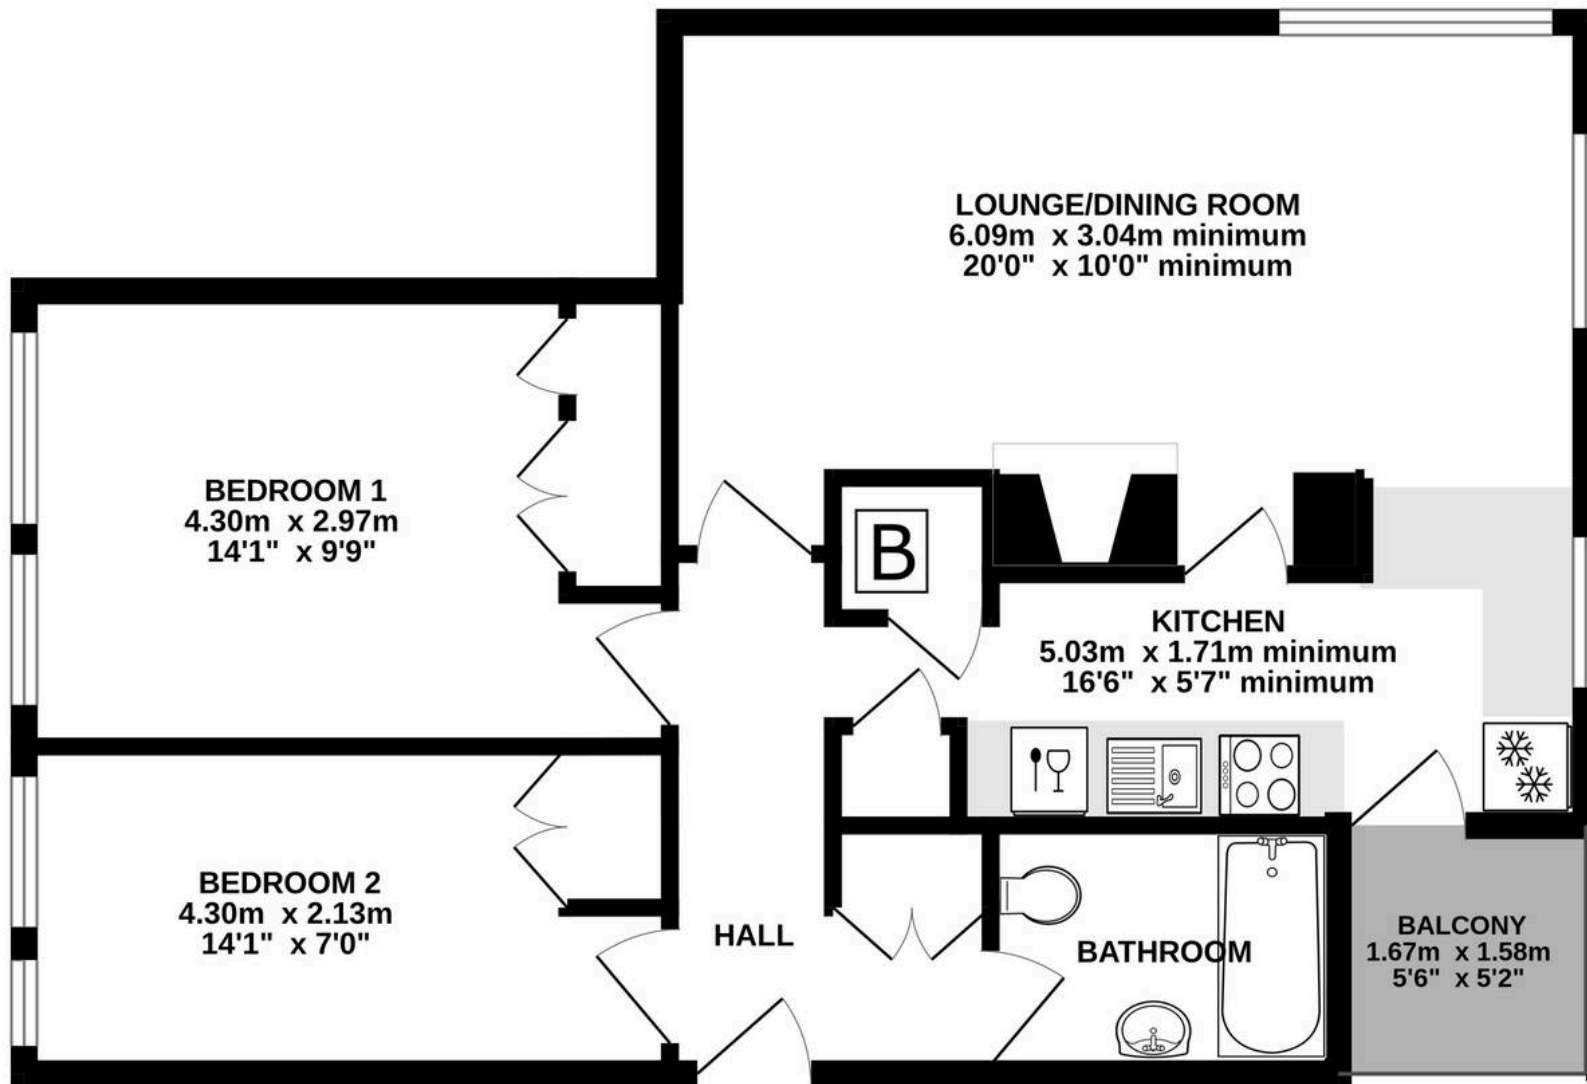 LOUNGE/DINING ROOM
6.09m x 3.04m minimum
20'0" x 10'0" minimum
BEDROOM 1
4.30m x 2.97m
14'1" x 9'9"
B
KITCHEN
5.03m x 1.71m minimum
16'6" x 5'7" minimum
BEDROOM 2
4.30m x 2.13m
14'1" x 7'0"
HALL
BATHROOM
BALCONY
1.67m x 1.58m
5'6" x 5'2"